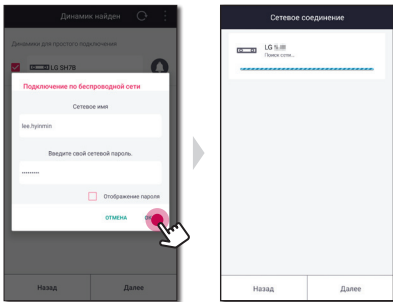 Динамик найден
Динамики для простого подключения
LG SH7B
Подключение по беспроводной сети
Сетевое имя
lee.hyinmin
Введите свой сетевой пароль.
•••••••••
Отображение пароля
ОТМЕНА
Назад
Далее
Сетевое соединение
LG
Поиск сети...
Назад
Далее